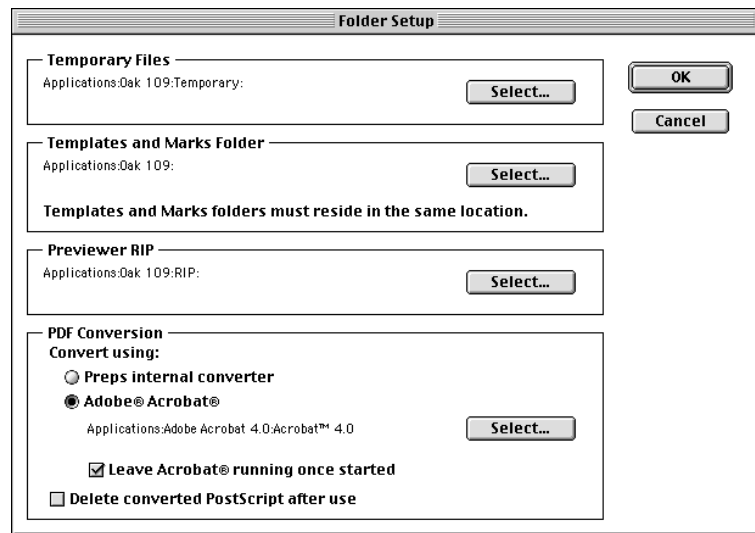 Folder Setup
Temporary Files
Applications:Oak 109:Temporary:
Select...
OK
Cancel
Templates and Marks Folder
Applications:Oak 109:
Select...
Templates and Marks folders must reside in the same location.
Previewer RIP
Applications:Oak 109:RIP:
Select...
PDF Conversion
Convert using:
Preps internal converter
Adobe® Acrobat®
Applications:Adobe Acrobat 4.0:Acrobat™ 4.0
Select...
Leave Acrobat® running once started
Delete converted PostScript after use